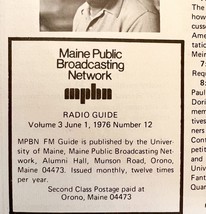 Maine Public
Broadcasting
Network
mpbn
RADIO GUIDE
Volume 3 June 1, 1976 Number 12
MPBN FM Guide is published by the Univer-
sity of Maine, Maine Public Broadcasting Net-
work, Alumni Hall, Munson Road, Orono,
Maine 04473. Issued monthly, twelve times
per year.
Second Class Postage paid at
Orono, Maine 04473